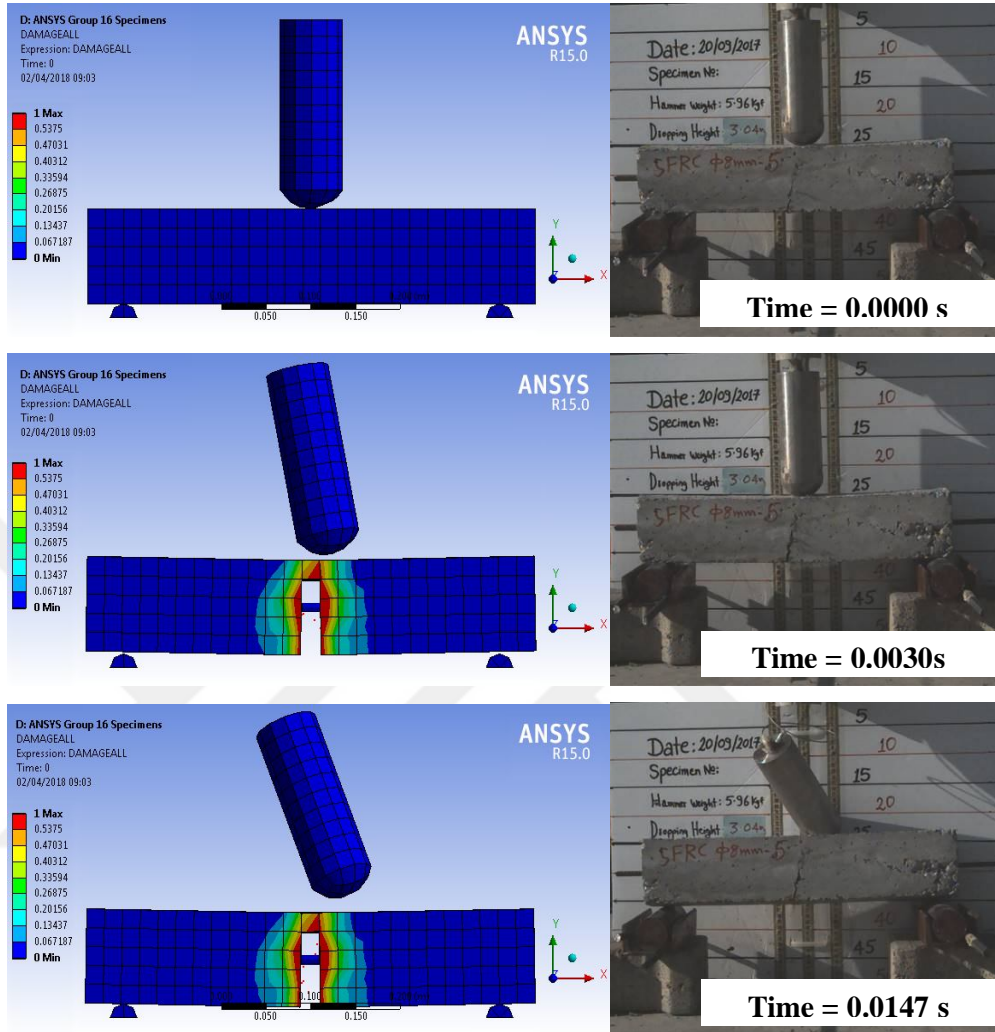 D: ANSYS Group 16 Specimens
DAMAGEALL
Expression: DAMAGEALL
Time: 0
02/04/2018 09:03
ANSYS
R15.0
1 Max
0.5375
0.47031
0.40312
0.33594
0.26875
0.20156
0.13437
0.067187
0 Min
Y
X
0.100
0.050
0.150
Date: 20/09/2017
Specimen No:
Hammer Weight: 5.96 Kgf
Dropping Height 3.04m
5
10
15
20
25
40
45
SFRC Φ8mm-5
Time = 0.0000 s
D: ANSYS Group 16 Specimens
DAMAGEALL
Expression: DAMAGEALL
Time: 0
02/04/2018 09:03
ANSYS
R15.0
1 Max
0.5375
0.47031
0.40312
0.33594
0.26875
0.20156
0.13437
0.067187
0 Min
Y
X
Date: 20/09/2017
Specimen No:
Hammer Weight: 5.96 Kgf
Dropping Height 3.04m
5
10
15
20
25
40
45
SFRC Φ8mm-5
Time = 0.0030s
D: ANSYS Group 16 Specimens
DAMAGEALL
Expression: DAMAGEALL
Time: 0
02/04/2018 09:03
ANSYS
R15.0
1 Max
0.5375
0.47031
0.40312
0.33594
0.26875
0.20156
0.13437
0.067187
0 Min
Y
X
0.100
0.050
0.150
Date: 20/09/2017
Specimen No:
Hammer Weight: 5.96 Kgf
Dropping Height 3.04m
5
10
15
20
25
40
45
SFRC Φ8mm-5
Time = 0.0147 s